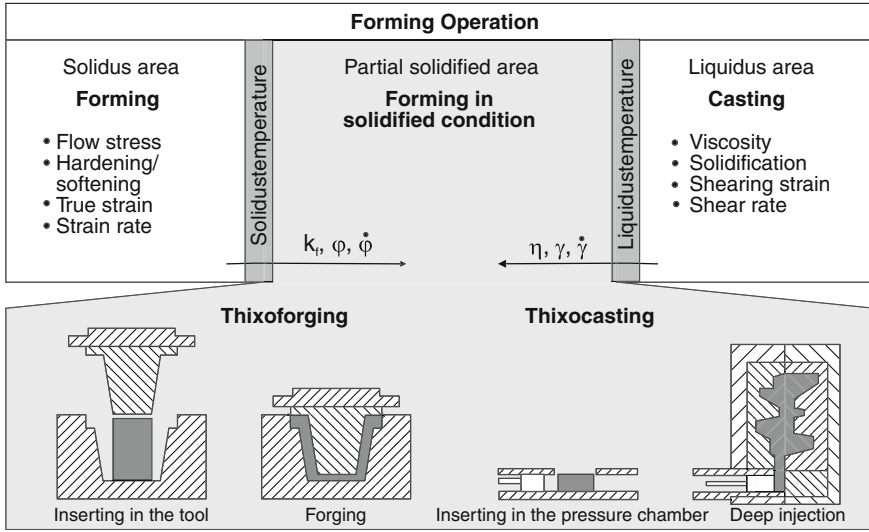 Forming Operation
Solidus area
Forming
• Flow stress
• Hardening/
softening
• True strain
• Strain rate
Solidustemperature
Partial solidified area
Forming in
solidified condition
k_f, φ, φ̇
η, γ, γ̇
Liquidustemperature
Liquidus area
Casting
• Viscosity
• Solidification
• Shearing strain
• Shear rate
Thixoforging
Thixocasting
Inserting in the tool
Forging
Inserting in the pressure chamber
Deep injection